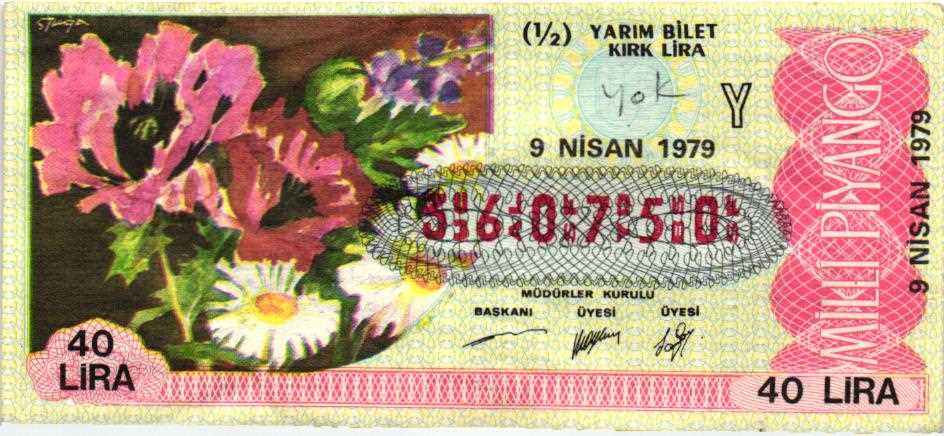 (1/2) YARIM BİLET
KIRK LİRA
yok
Y
9 NİSAN 1979
560750
MÜDÜRLER KURULU
BAŞKANI ÜYESİ ÜYESİ
40
LİRA
40 LİRA
MİLLİ PİYANGO
9 NİSAN 1979